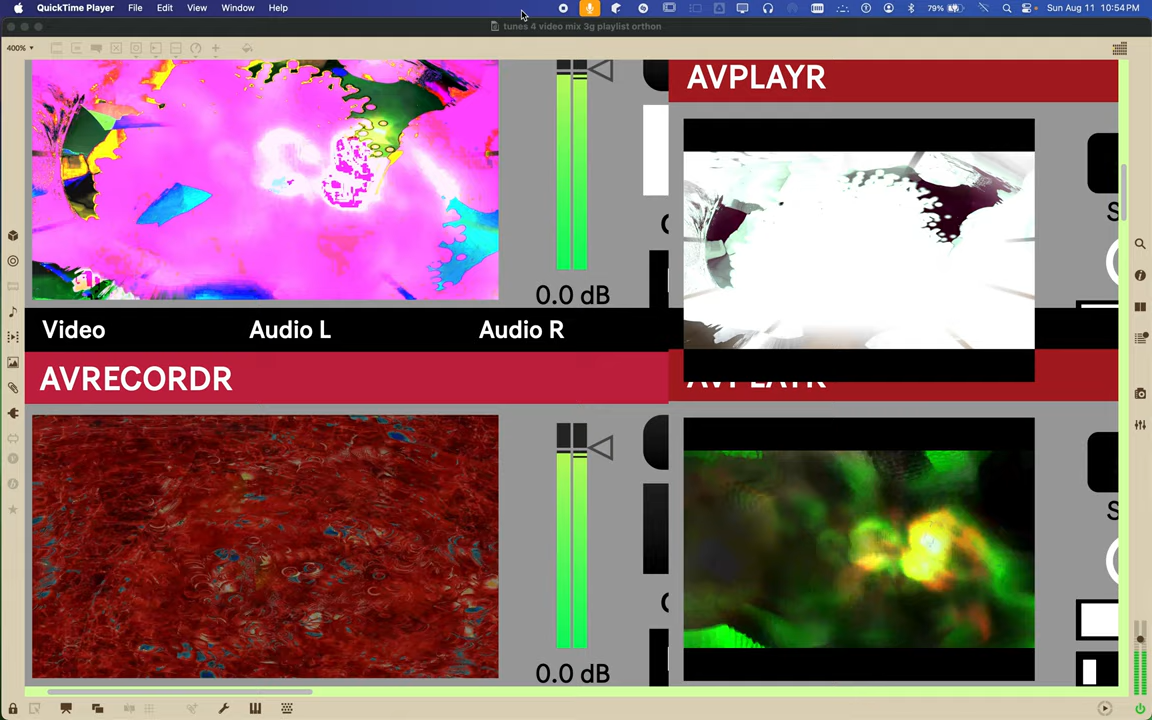 QuickTime Player File Edit View Window Help 79% Sun Aug 11 10:54 PM
tunes 4 video mix 3g playlist orthon
400%
AVPLAYR
0.0 dB
Video Audio L Audio R
AVRECORDR
AVPLAYR
0.0 dB